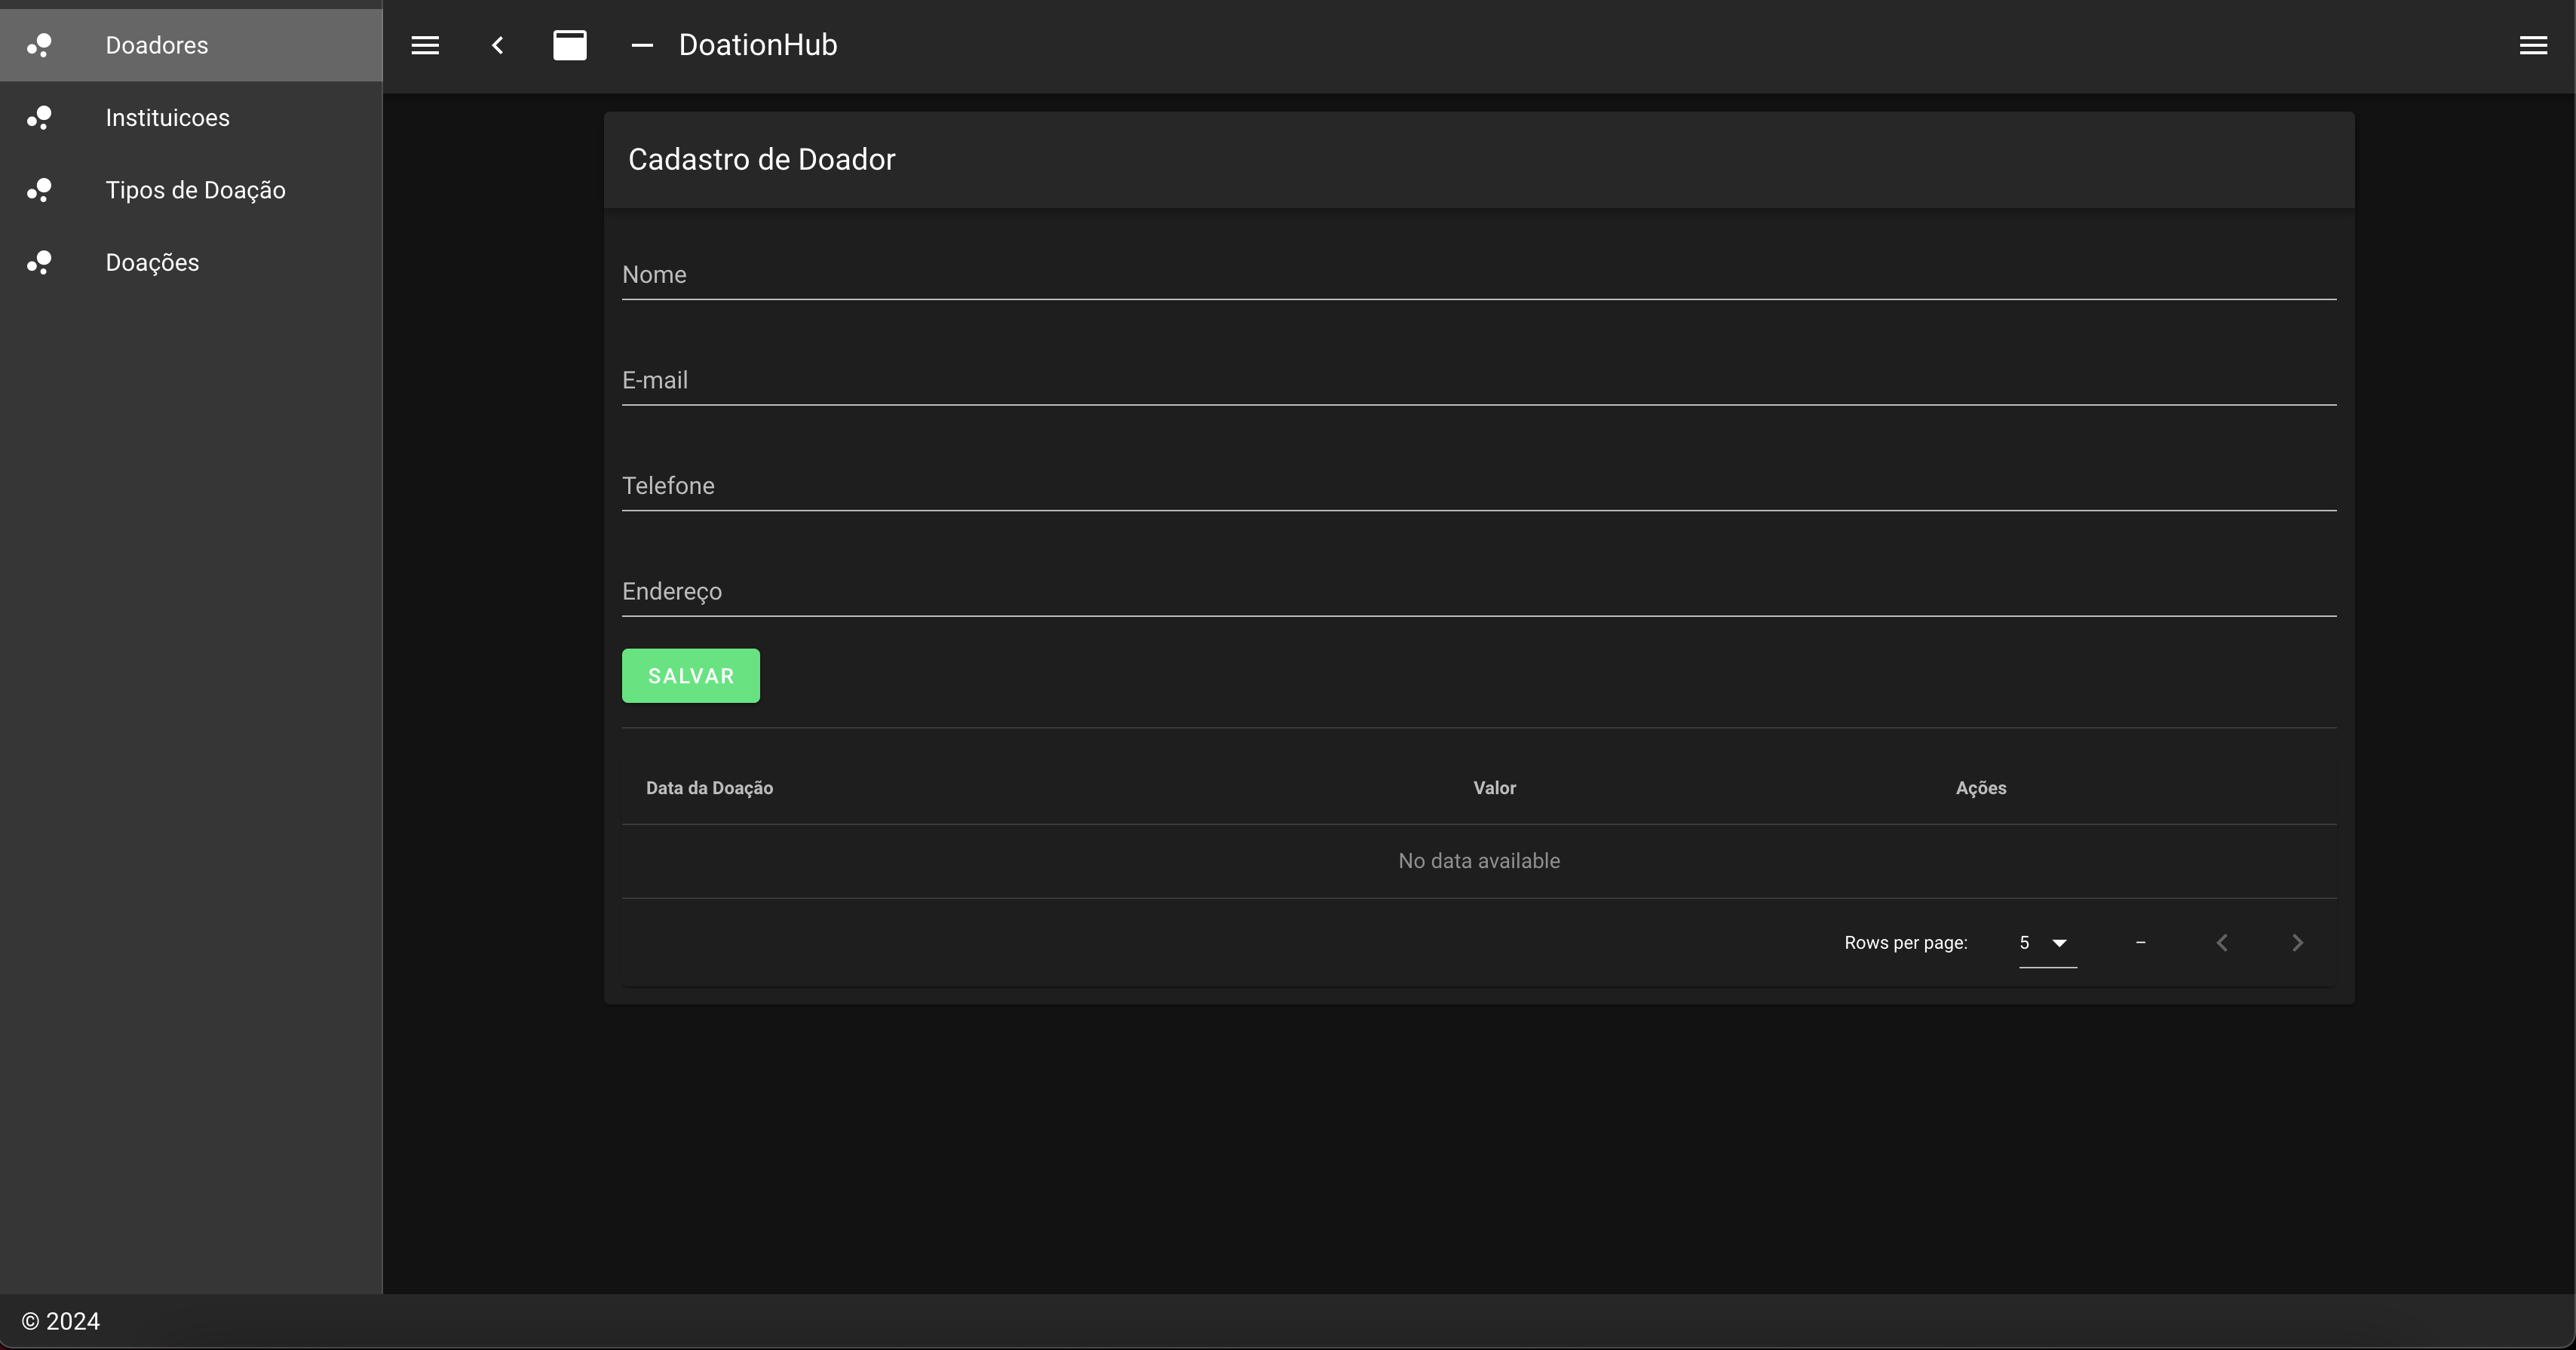 Doadores
Instituicoes
Tipos de Doação
Doações
DoationHub
Cadastro de Doador
Nome
E-mail
Telefone
Endereço
SALVAR
Data da Doação Valor Ações
No data available
Rows per page: 5 –
© 2024